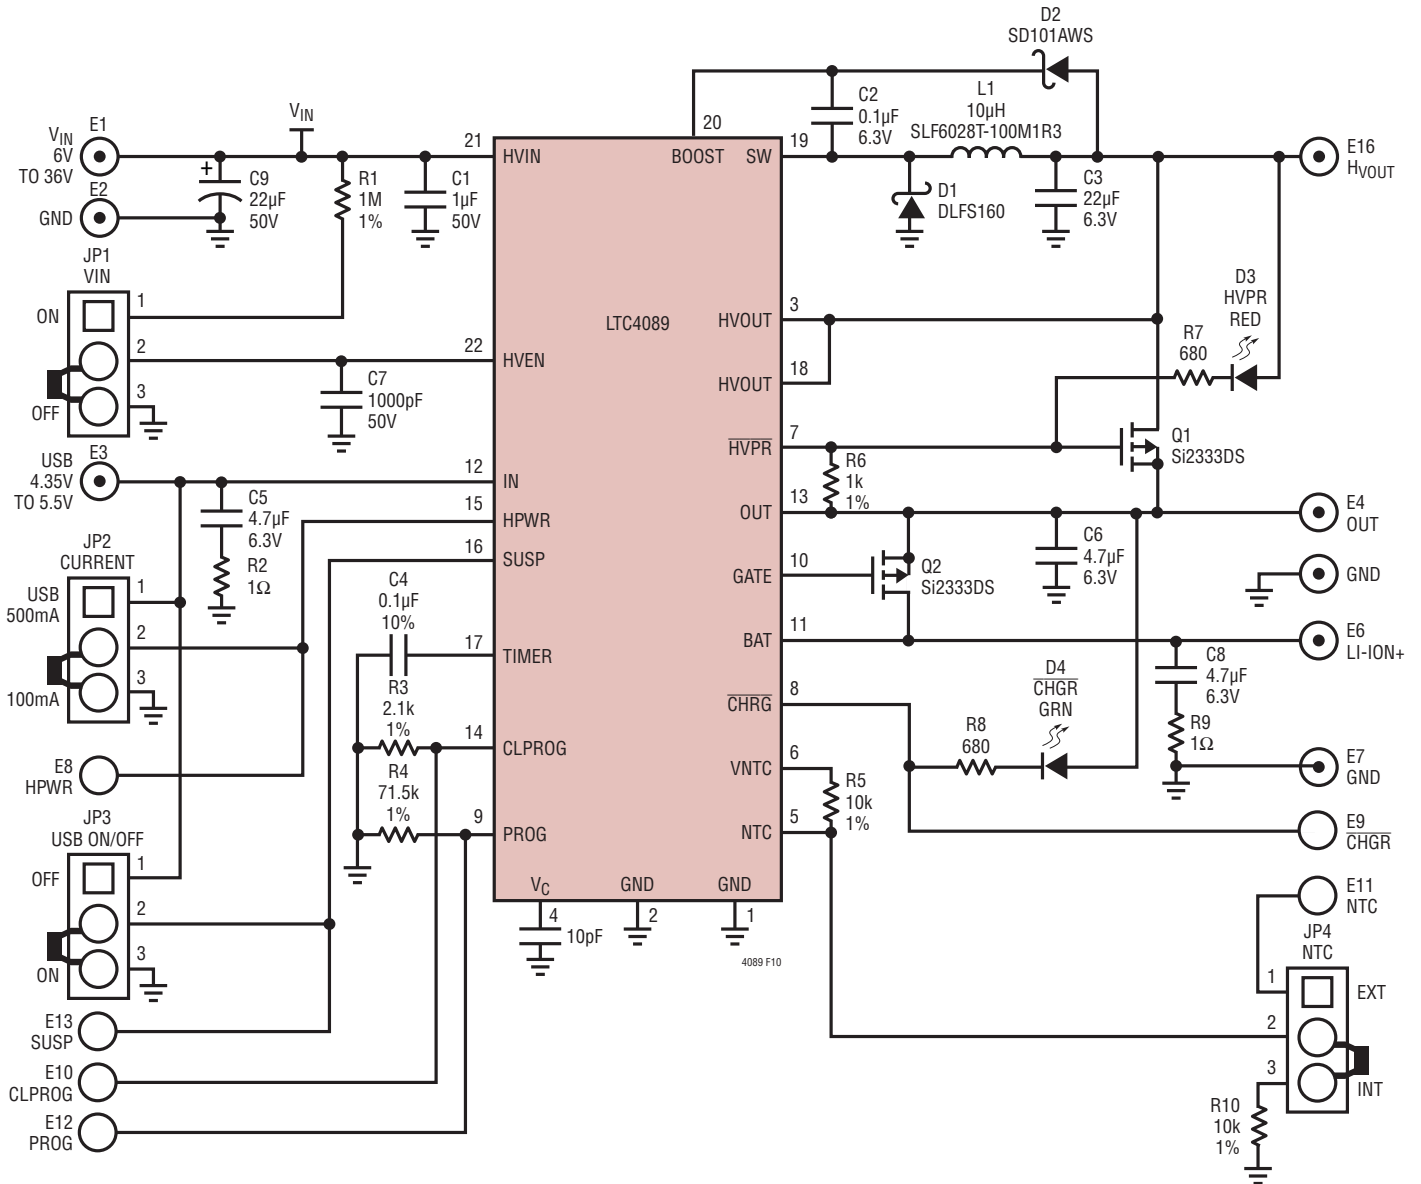 D2
SD101AWS
C2
0.1µF
6.3V
L1
10µH
SLF6028T-100M1R3
VIN
E1
VIN
6V
TO 36V
E2
GND
C9
22µF
50V
+
R1
1M
1%
C1
1µF
50V
21
HVIN
20
BOOST
SW
19
D1
DLFS160
C3
22µF
6.3V
E16
HVOUT
JP1
VIN
ON
1
2
3
OFF
22
HVEN
C7
1000pF
50V
LTC4089
HVOUT
3
HVOUT
18
D3
HVPR
RED
R7
680
HVPR
7
R6
1k
1%
Q1
Si2333DS
E3
USB
4.35V
TO 5.5V
12
IN
C5
4.7µF
6.3V
R2
1Ω
15
HPWR
16
SUSP
OUT
13
E4
OUT
C6
4.7µF
6.3V
GATE
10
Q2
Si2333DS
GND
JP2
CURRENT
USB
500mA
1
2
3
100mA
C4
0.1µF
10%
17
TIMER
BAT
11
E6
LI-ION+
C8
4.7µF
6.3V
R9
1Ω
CHRG
8
D4
CHGR
GRN
R8
680
R3
2.1k
1%
14
CLPROG
VNTC
6
R5
10k
1%
E7
GND
E8
HPWR
R4
71.5k
1%
9
PROG
NTC
5
E9
CHGR
JP3
USB ON/OFF
OFF
1
2
3
ON
VC
GND
GND
4
10pF
2
1
4089 F10
E11
NTC
JP4
NTC
1
EXT
2
3
INT
R10
10k
1%
E13
SUSP
E10
CLPROG
E12
PROG